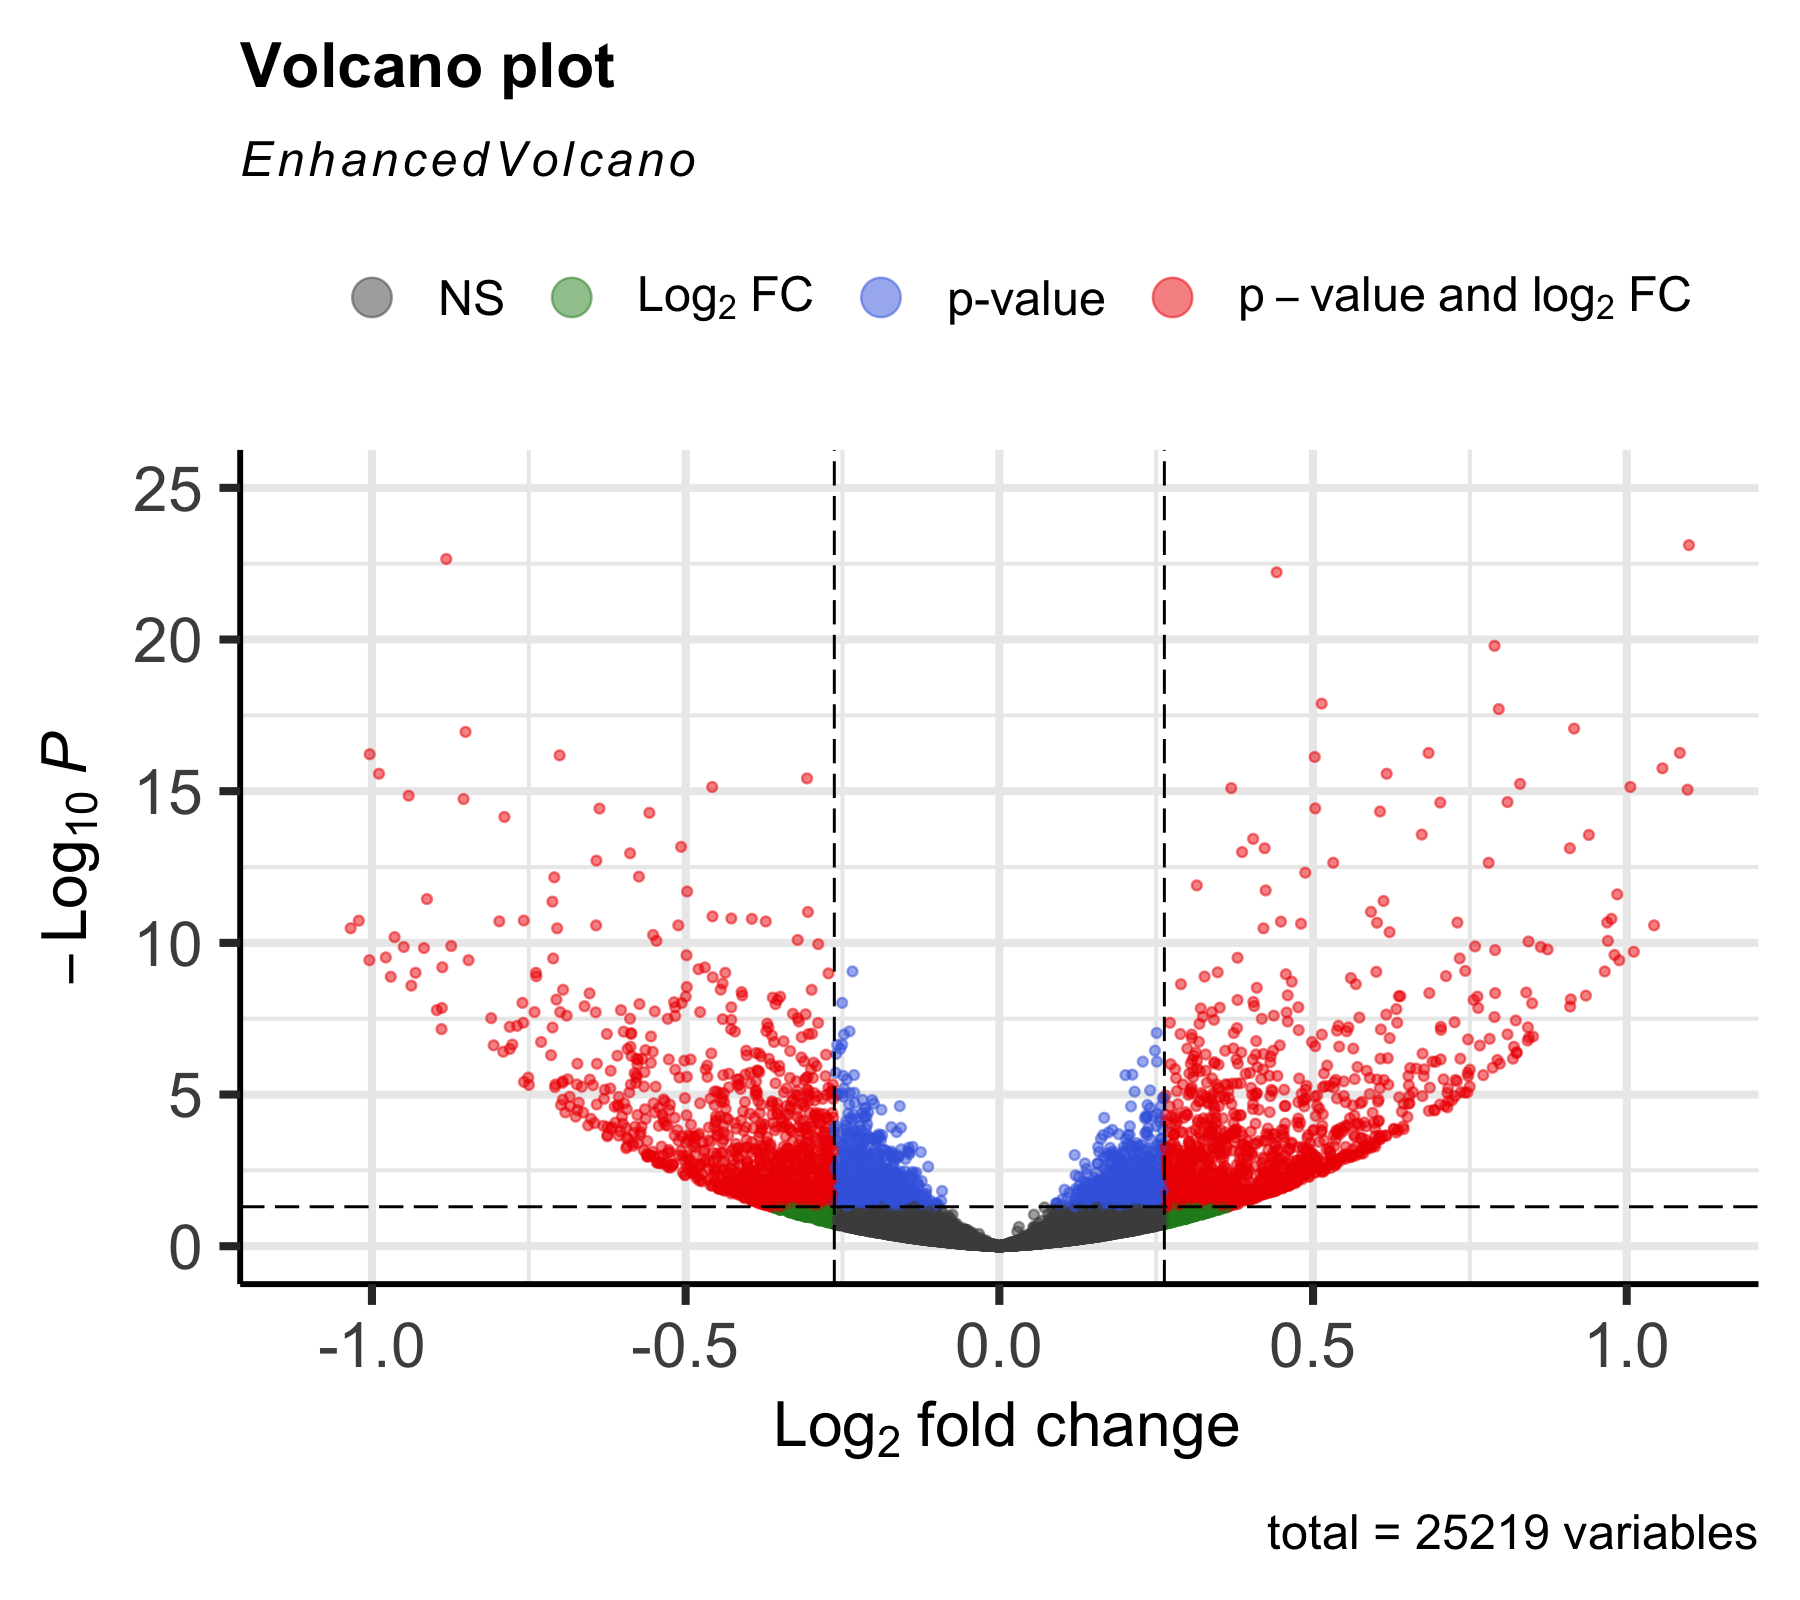 Volcano plot
EnhancedVolcano
NS Log₂ FC p-value p – value and log₂ FC
25
20
15
10
5
0
–Log₁₀ P
-1.0 -0.5 0.0 0.5 1.0
Log₂ fold change
total = 25219 variables